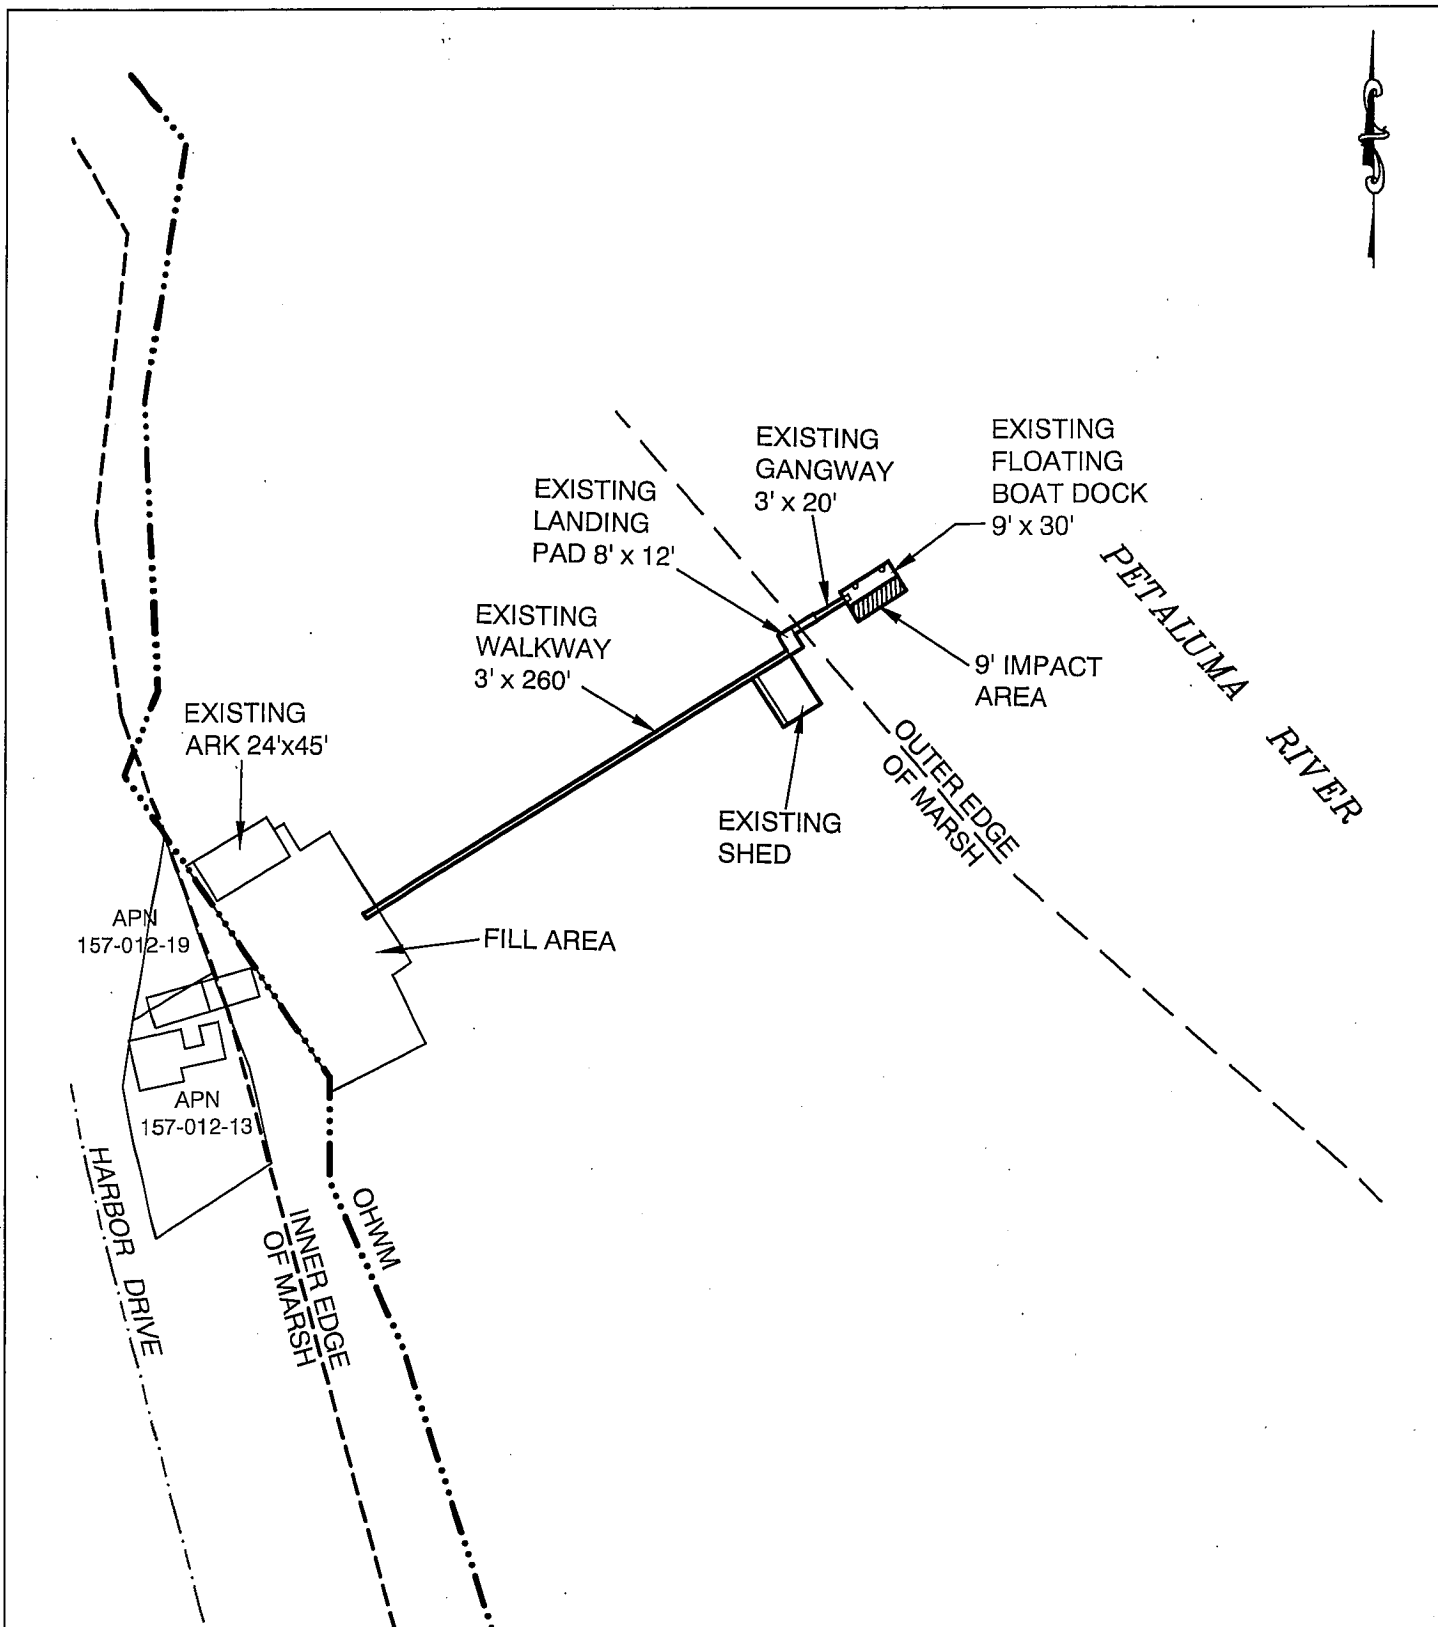 EXISTING
GANGWAY
3' x 20'
EXISTING
FLOATING
BOAT DOCK
9' x 30'
EXISTING
LANDING
PAD 8' x 12'
EXISTING
WALKWAY
3' x 260'
9' IMPACT
AREA
PETALUMA RIVER
EXISTING
ARK 24'x45'
OUTER EDGE
OF MARSH
EXISTING
SHED
APN
157-012-19
FILL AREA
APN
157-012-13
HARBOR DRIVE
INNER EDGE
OF MARSH
OHWM